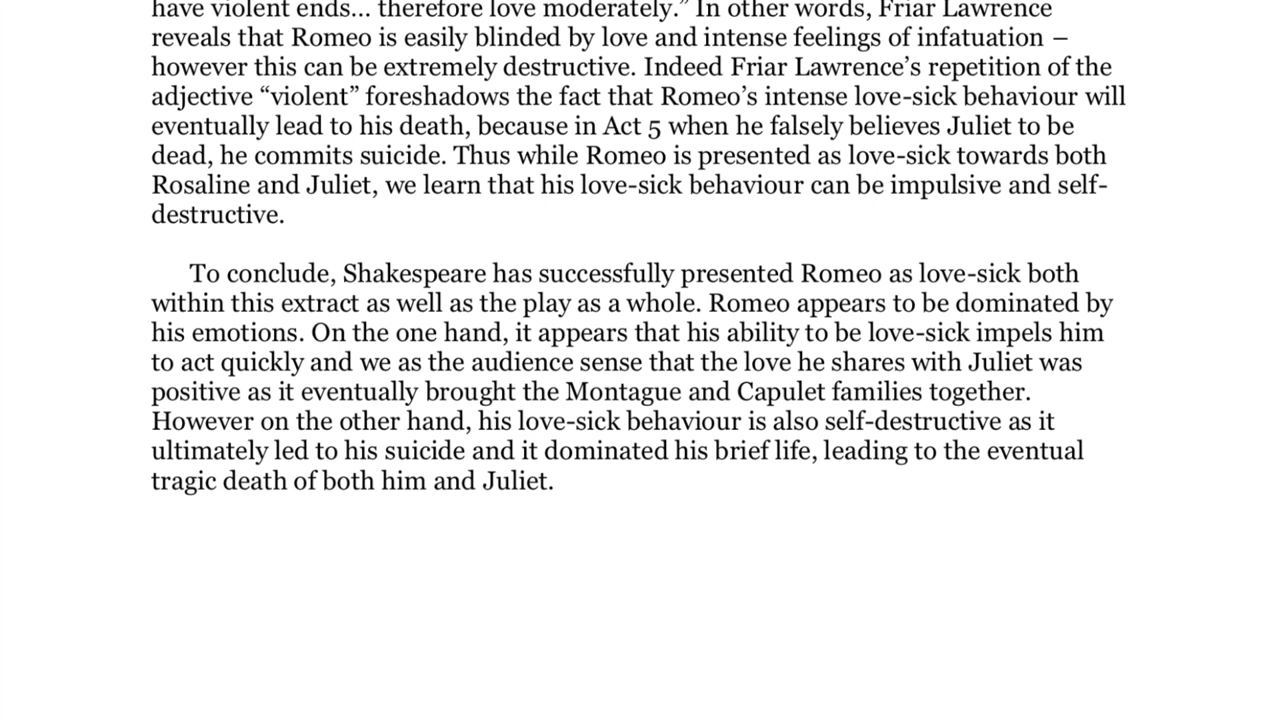 have violent ends... therefore love moderately.” In other words, Friar Lawrence
reveals that Romeo is easily blinded by love and intense feelings of infatuation –
however this can be extremely destructive. Indeed Friar Lawrence’s repetition of the
adjective “violent” foreshadows the fact that Romeo’s intense love-sick behaviour will
eventually lead to his death, because in Act 5 when he falsely believes Juliet to be
dead, he commits suicide. Thus while Romeo is presented as love-sick towards both
Rosaline and Juliet, we learn that his love-sick behaviour can be impulsive and self-
destructive.
To conclude, Shakespeare has successfully presented Romeo as love-sick both
within this extract as well as the play as a whole. Romeo appears to be dominated by
his emotions. On the one hand, it appears that his ability to be love-sick impels him
to act quickly and we as the audience sense that the love he shares with Juliet was
positive as it eventually brought the Montague and Capulet families together.
However on the other hand, his love-sick behaviour is also self-destructive as it
ultimately led to his suicide and it dominated his brief life, leading to the eventual
tragic death of both him and Juliet.